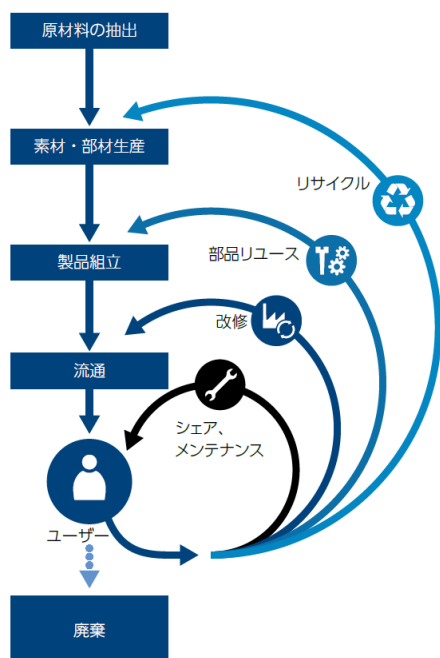 原材料の抽出
素材・部材生産
リサイクル
部品リユース
製品組立
改修
流通
シェア、
メンテナンス
ユーザー
廃棄